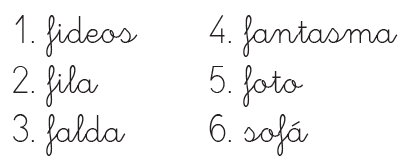 1. fideos
2. fila
3. falda
4. fantasma
5. foto
6. sofá